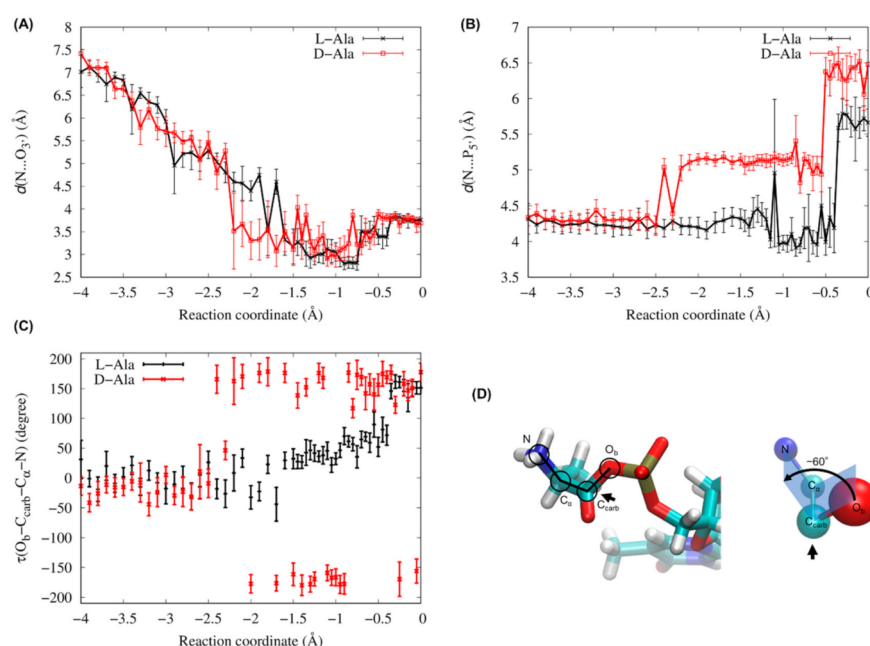 (A)
L-Ala
D-Ala
d(N...O3') (Å)
7.5
7
6.5
6
5.5
5
4.5
4
3.5
3
2.5
-4 -3.5 -3 -2.5 -2 -1.5 -1 -0.5 0
Reaction coordinate (Å)
(B)
L-Ala
D-Ala
d(N...P5') (Å)
7
6.5
6
5.5
5
4.5
4
3.5
-4 -3.5 -3 -2.5 -2 -1.5 -1 -0.5 0
Reaction coordinate (Å)
(C)
L-Ala
D-Ala
τ(Ob-Ccarb-Cα-N) (degree)
200
150
100
50
0
-50
-100
-150
-200
-4 -3.5 -3 -2.5 -2 -1.5 -1 -0.5 0
Reaction coordinate (Å)
(D)
N
Ob
Cα
Ccarb
N
−60°
Cα
Ob
Ccarb